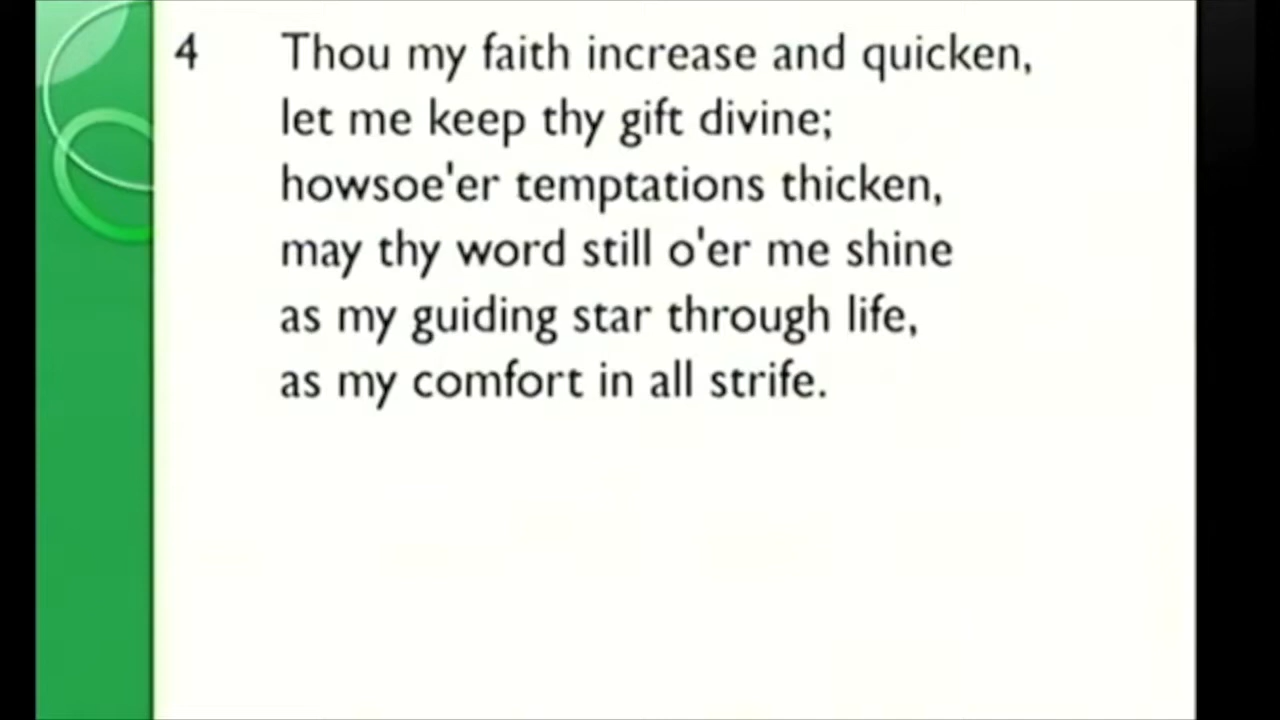 4 Thou my faith increase and quicken,
let me keep thy gift divine;
howsoe'er temptations thicken,
may thy word still o'er me shine
as my guiding star through life,
as my comfort in all strife.